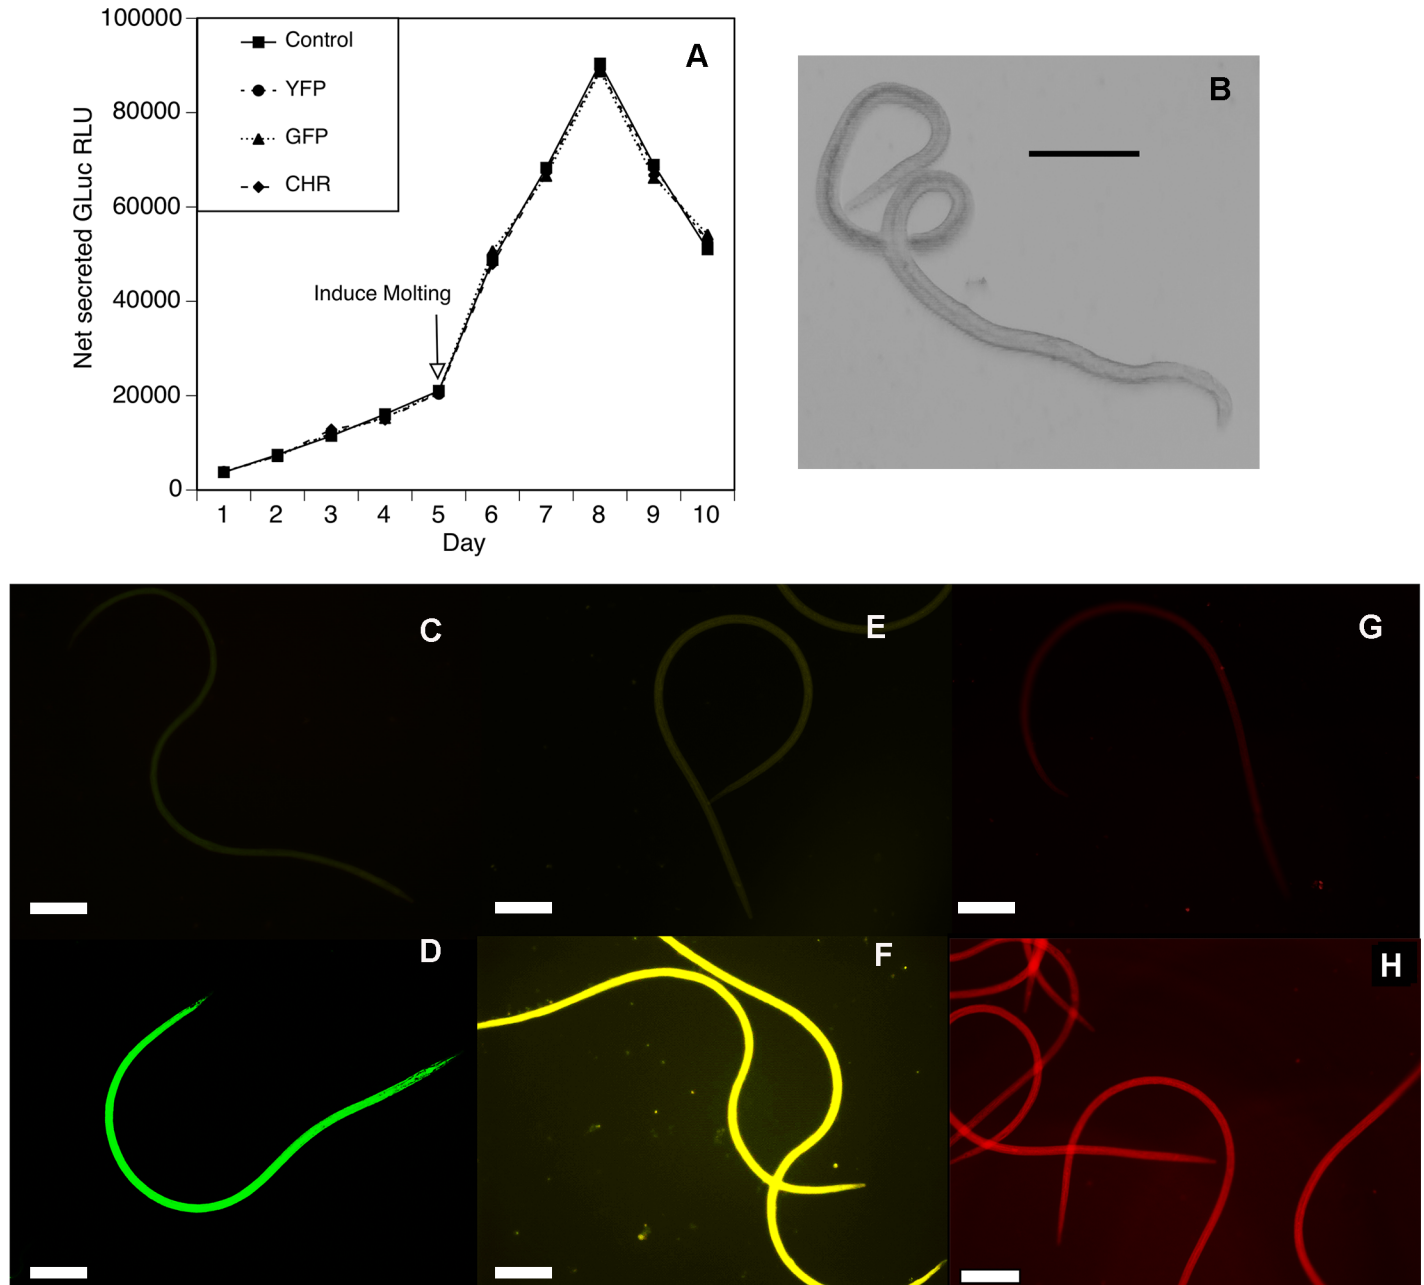 100000
80000
60000
40000
20000
0
Net secreted GLuc RLU
Control
YFP
GFP
CHR
A
Induce Molting
1 2 3 4 5 6 7 8 9 10
Day
B
C
E
G
D
F
H